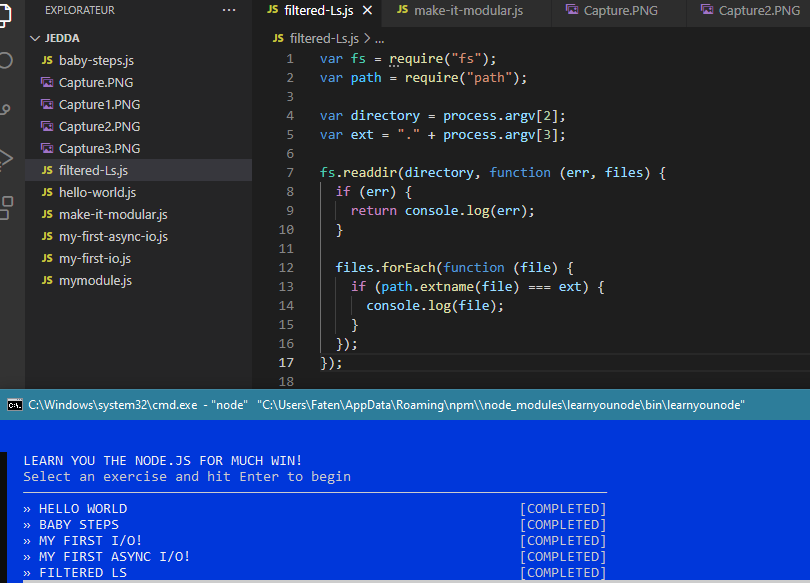 EXPLORATEUR ...
JS filtered-Ls.js × JS make-it-modular.js Capture.PNG Capture2.PNG
JEDDA
JS baby-steps.js
Capture.PNG
Capture1.PNG
Capture2.PNG
Capture3.PNG
JS filtered-Ls.js
JS hello-world.js
JS make-it-modular.js
JS my-first-async-io.js
JS my-first-io.js
JS mymodule.js
JS filtered-Ls.js > ...
1 var fs = require("fs");
2 var path = require("path");
3
4 var directory = process.argv[2];
5 var ext = "." + process.argv[3];
6
7 fs.readdir(directory, function (err, files) {
8 if (err) {
9 return console.log(err);
10 }
11
12 files.forEach(function (file) {
13 if (path.extname(file) === ext) {
14 console.log(file);
15 }
16 });
17 });
18
C:\Windows\system32\cmd.exe - "node" "C:\Users\Faten\AppData\Roaming\npm\\node_modules\learnyounode\bin\learnyounode"
LEARN YOU THE NODE.JS FOR MUCH WIN!
Select an exercise and hit Enter to begin
» HELLO WORLD [COMPLETED]
» BABY STEPS [COMPLETED]
» MY FIRST I/O! [COMPLETED]
» MY FIRST ASYNC I/O! [COMPLETED]
» FILTERED LS [COMPLETED]